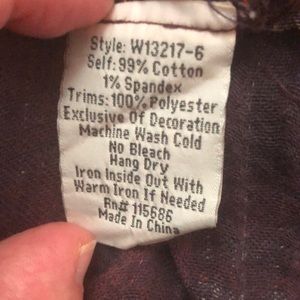 Style: W13217-6
Self: 99% Cotton
1% Spandex
Trims: 100% Polyester
Exclusive Of Decoration
Machine Wash Cold
No Bleach
Hang Dry
Iron Inside Out With
Warm Iron If Needed
Rn# 115686
Made In China